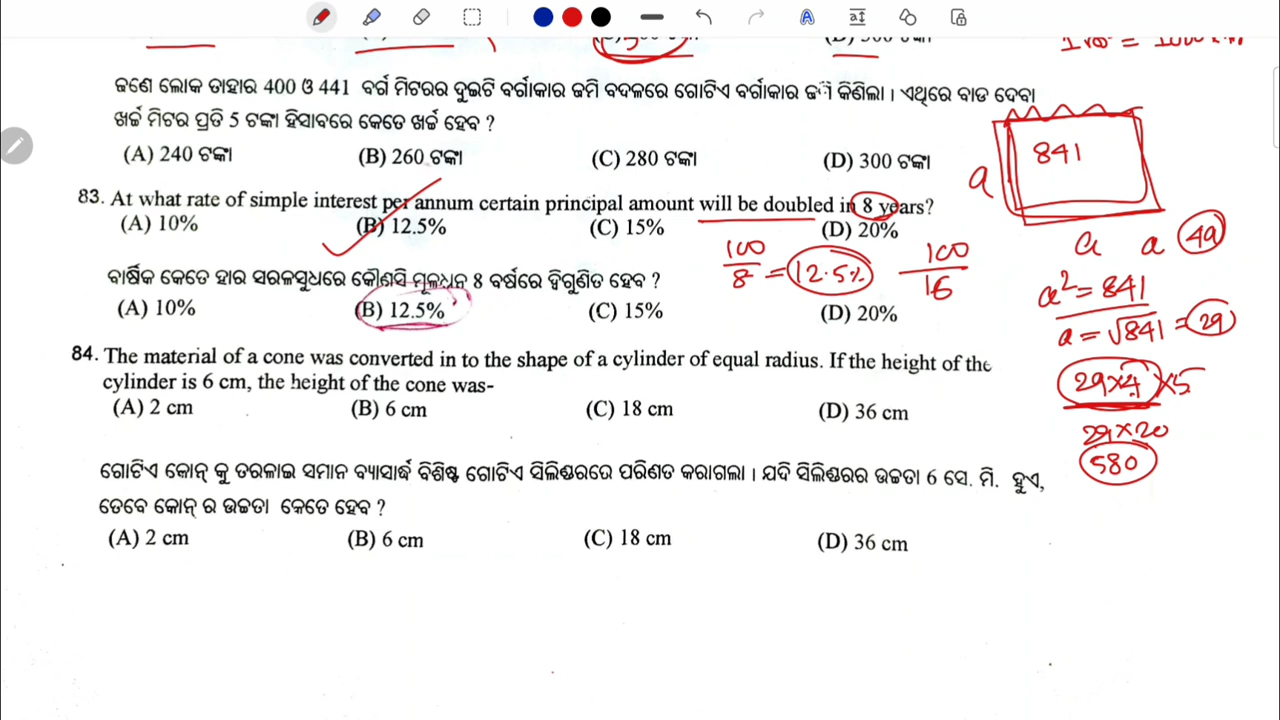 ଜଣେ ଲୋକ ତାହାର 400 ଓ 441 ବର୍ଗ ମିଟରର ଦୁଇଟି ବର୍ଗାକାର ଜମି ବଦଳରେ ଗୋଟିଏ ବର୍ଗାକାର ଜମି କିଣିଲା । ଏଥିରେ ବାଡ ଦେବା
ଖର୍ଚ୍ଚ ମିଟର ପ୍ରତି 5 ଟଙ୍କା ହିସାବରେ କେତେ ଖର୍ଚ୍ଚ ହେବ ?
(A) 240 ଟଙ୍କା (B) 260 ଟଙ୍କା (C) 280 ଟଙ୍କା (D) 300 ଟଙ୍କା
841
a
83. At what rate of simple interest per annum certain principal amount will be doubled in 8 years?
(A) 10% (B) 12.5% (C) 15% (D) 20%
100/8 = 12.5% 100/16
ବାର୍ଷିକ କେତେ ହାର ସରଳସୁଧରେ କୌଣସି ମୂଳଧନ 8 ବର୍ଷରେ ଦ୍ୱିଗୁଣିତ ହେବ ?
(A) 10% (B) 12.5% (C) 15% (D) 20%
a a 4a
a² = 841
a = √841 = 29
29×4×5
29×20
580
84. The material of a cone was converted in to the shape of a cylinder of equal radius. If the height of the
cylinder is 6 cm, the height of the cone was-
(A) 2 cm (B) 6 cm (C) 18 cm (D) 36 cm
ଗୋଟିଏ କୋନ୍ କୁ ତରଳାଇ ସମାନ ବ୍ୟାସାର୍ଦ୍ଧ ବିଶିଷ୍ଟ ଗୋଟିଏ ସିଲିଣ୍ଡରରେ ପରିଣତ କରାଗଲା । ଯଦି ସିଲିଣ୍ଡରର ଉଚ୍ଚତା 6 ସେ. ମି. ହୁଏ,
ତେବେ କୋନ୍ ର ଉଚ୍ଚତା କେତେ ହେବ ?
(A) 2 cm (B) 6 cm (C) 18 cm (D) 36 cm